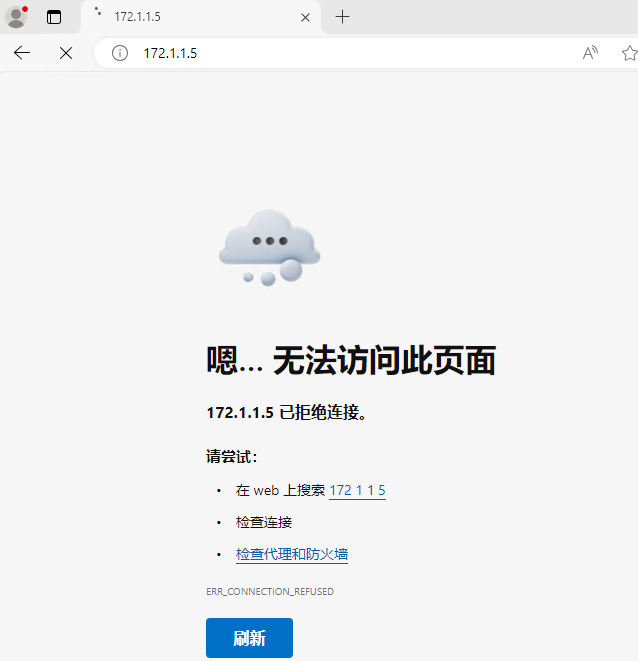 172.1.1.5
172.1.1.5
嗯... 无法访问此页面
172.1.1.5 已拒绝连接。
请尝试：
• 在 web 上搜索 172 1 1 5
• 检查连接
• 检查代理和防火墙
ERR_CONNECTION_REFUSED
刷新